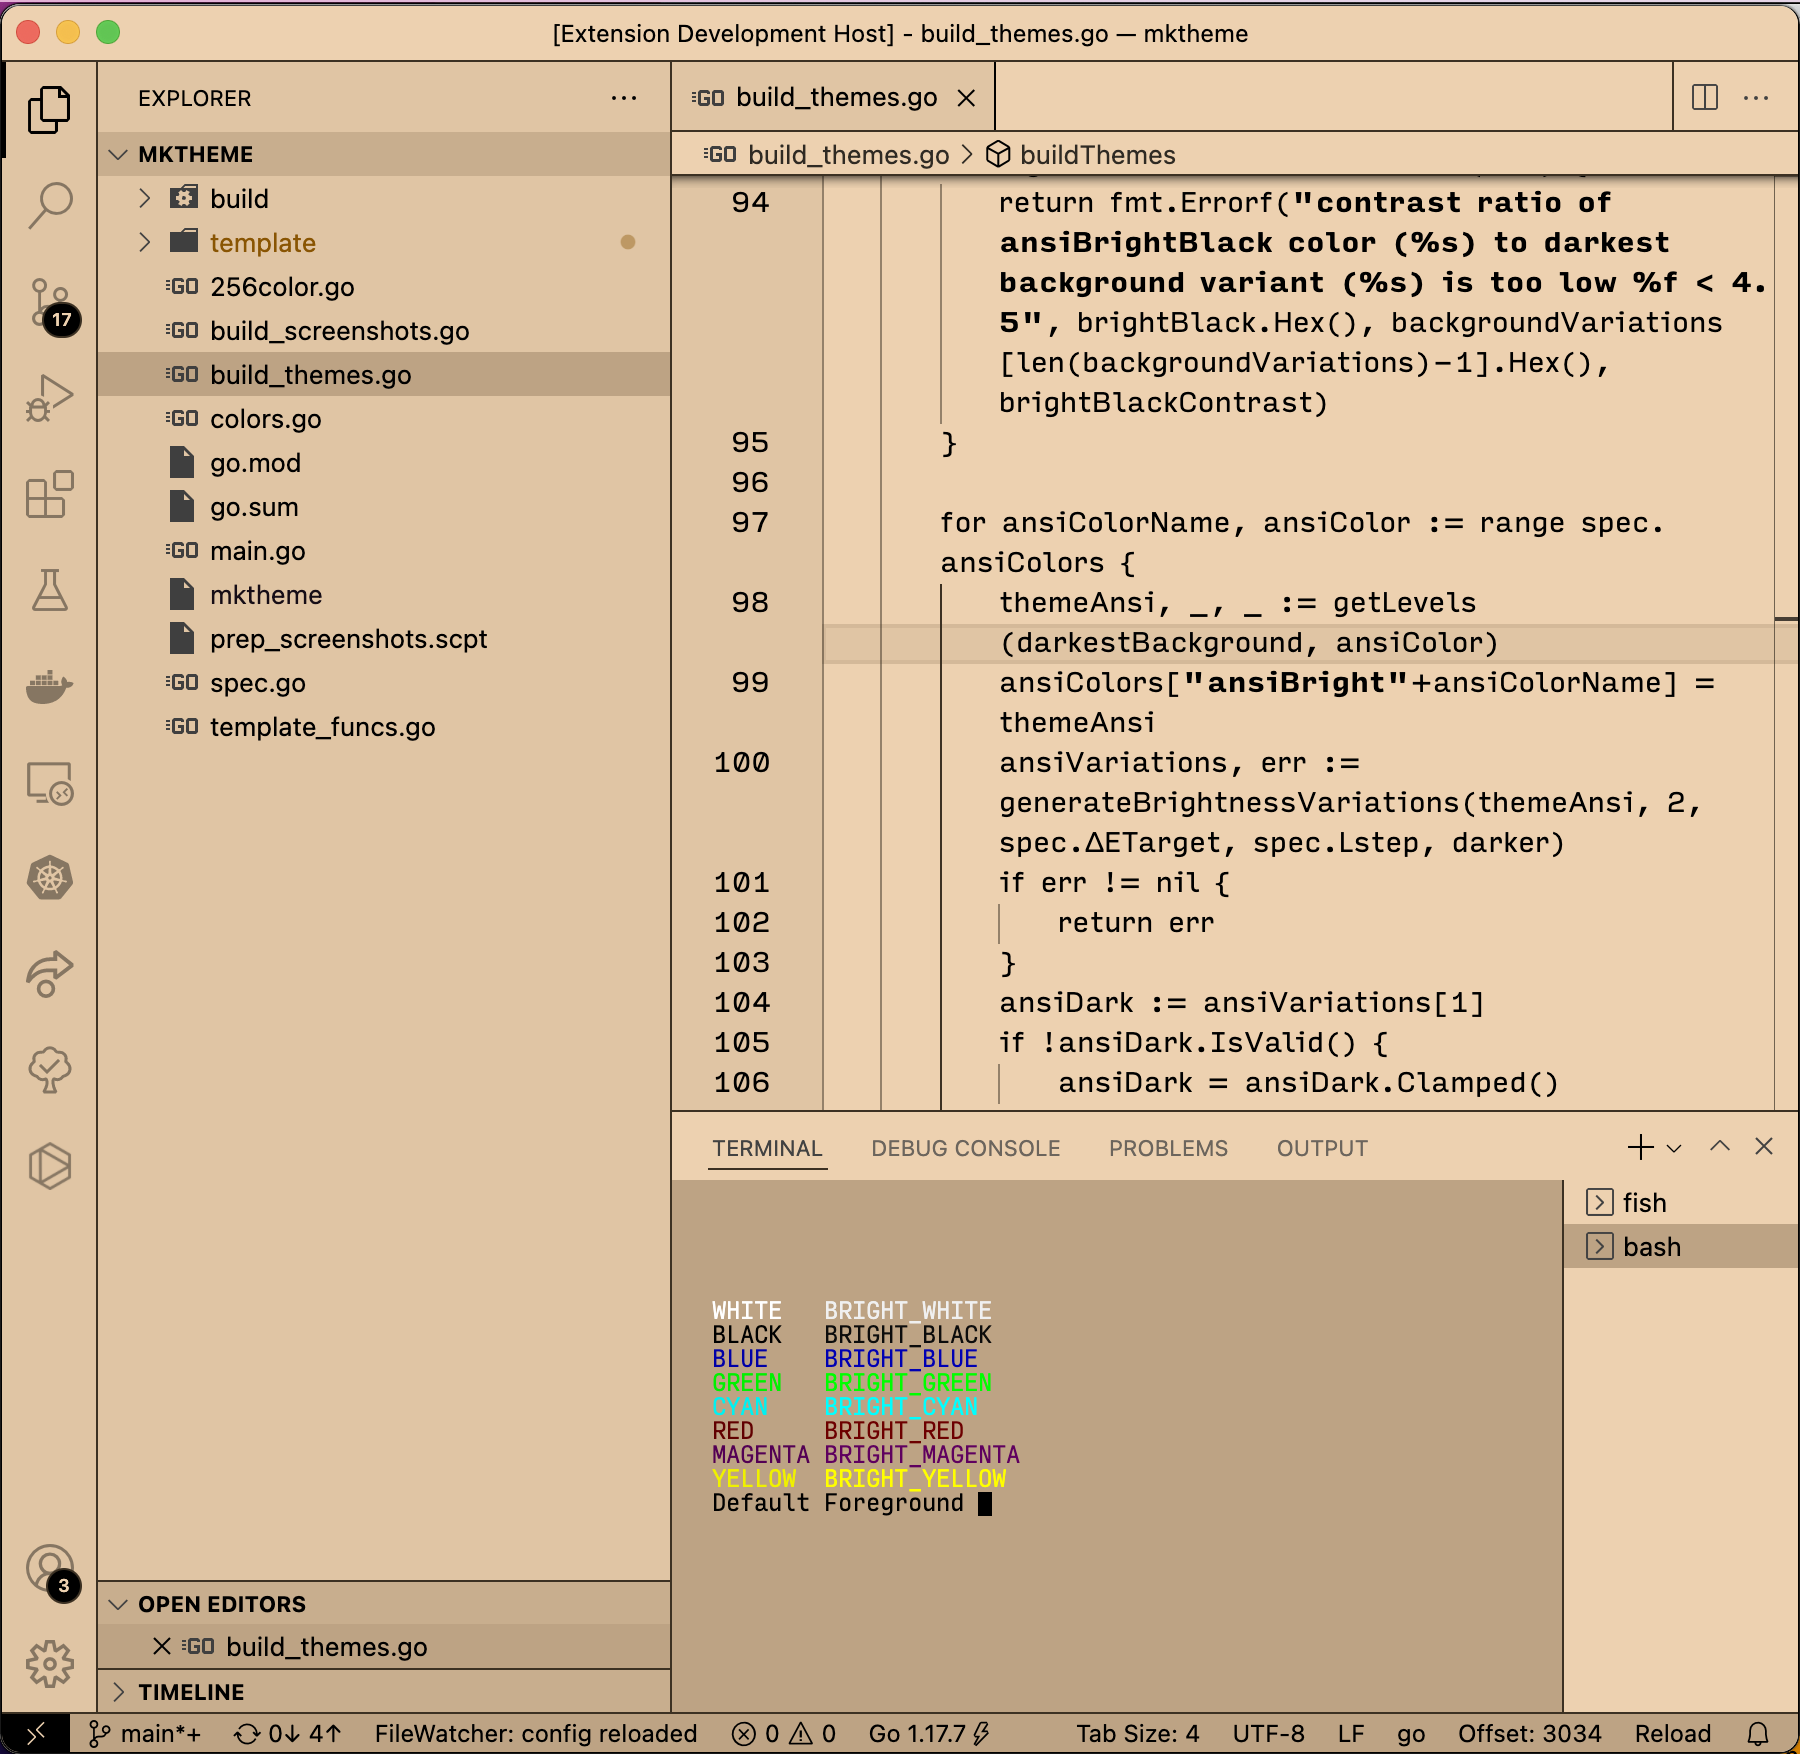 [Extension Development Host] - build_themes.go — mktheme
EXPLORER
MKTHEME
build
template
GO 256color.go
GO build_screenshots.go
GO build_themes.go
GO colors.go
go.mod
go.sum
GO main.go
mktheme
prep_screenshots.scpt
GO spec.go
GO template_funcs.go
17
3
OPEN EDITORS
GO build_themes.go
TIMELINE
GO build_themes.go
GO build_themes.go > buildThemes
94 return fmt.Errorf("contrast ratio of
ansiBrightBlack color (%s) to darkest
background variant (%s) is too low %f < 4.
5", brightBlack.Hex(), backgroundVariations
[len(backgroundVariations)-1].Hex(),
brightBlackContrast)
95 }
96
97 for ansiColorName, ansiColor := range spec.
ansiColors {
98 themeAnsi, _, _ := getLevels
(darkestBackground, ansiColor)
99 ansiColors["ansiBright"+ansiColorName] =
themeAnsi
100 ansiVariations, err :=
generateBrightnessVariations(themeAnsi, 2,
spec.ΔETarget, spec.Lstep, darker)
101 if err != nil {
102 return err
103 }
104 ansiDark := ansiVariations[1]
105 if !ansiDark.IsValid() {
106 ansiDark = ansiDark.Clamped()
TERMINAL DEBUG CONSOLE PROBLEMS OUTPUT
fish
bash
WHITE BRIGHT_WHITE
BLACK BRIGHT_BLACK
BLUE BRIGHT_BLUE
GREEN BRIGHT_GREEN
CYAN BRIGHT_CYAN
RED BRIGHT_RED
MAGENTA BRIGHT_MAGENTA
YELLOW BRIGHT_YELLOW
Default Foreground
main*+ 0↓ 4↑ FileWatcher: config reloaded 0 0 Go 1.17.7 Tab Size: 4 UTF-8 LF go Offset: 3034 Reload